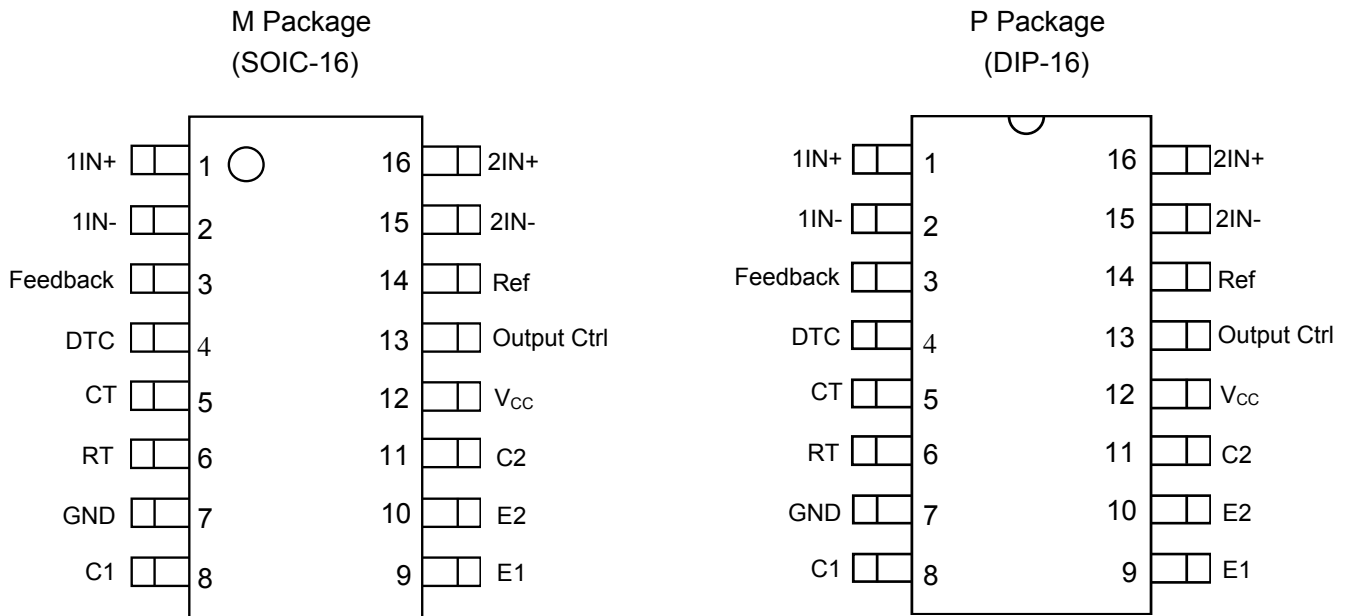 M Package
(SOIC-16)
1IN+ 1 16 2IN+
1IN- 2 15 2IN-
Feedback 3 14 Ref
DTC 4 13 Output Ctrl
CT 5 12 VCC
RT 6 11 C2
GND 7 10 E2
C1 8 9 E1
P Package
(DIP-16)
1IN+ 1 16 2IN+
1IN- 2 15 2IN-
Feedback 3 14 Ref
DTC 4 13 Output Ctrl
CT 5 12 VCC
RT 6 11 C2
GND 7 10 E2
C1 8 9 E1